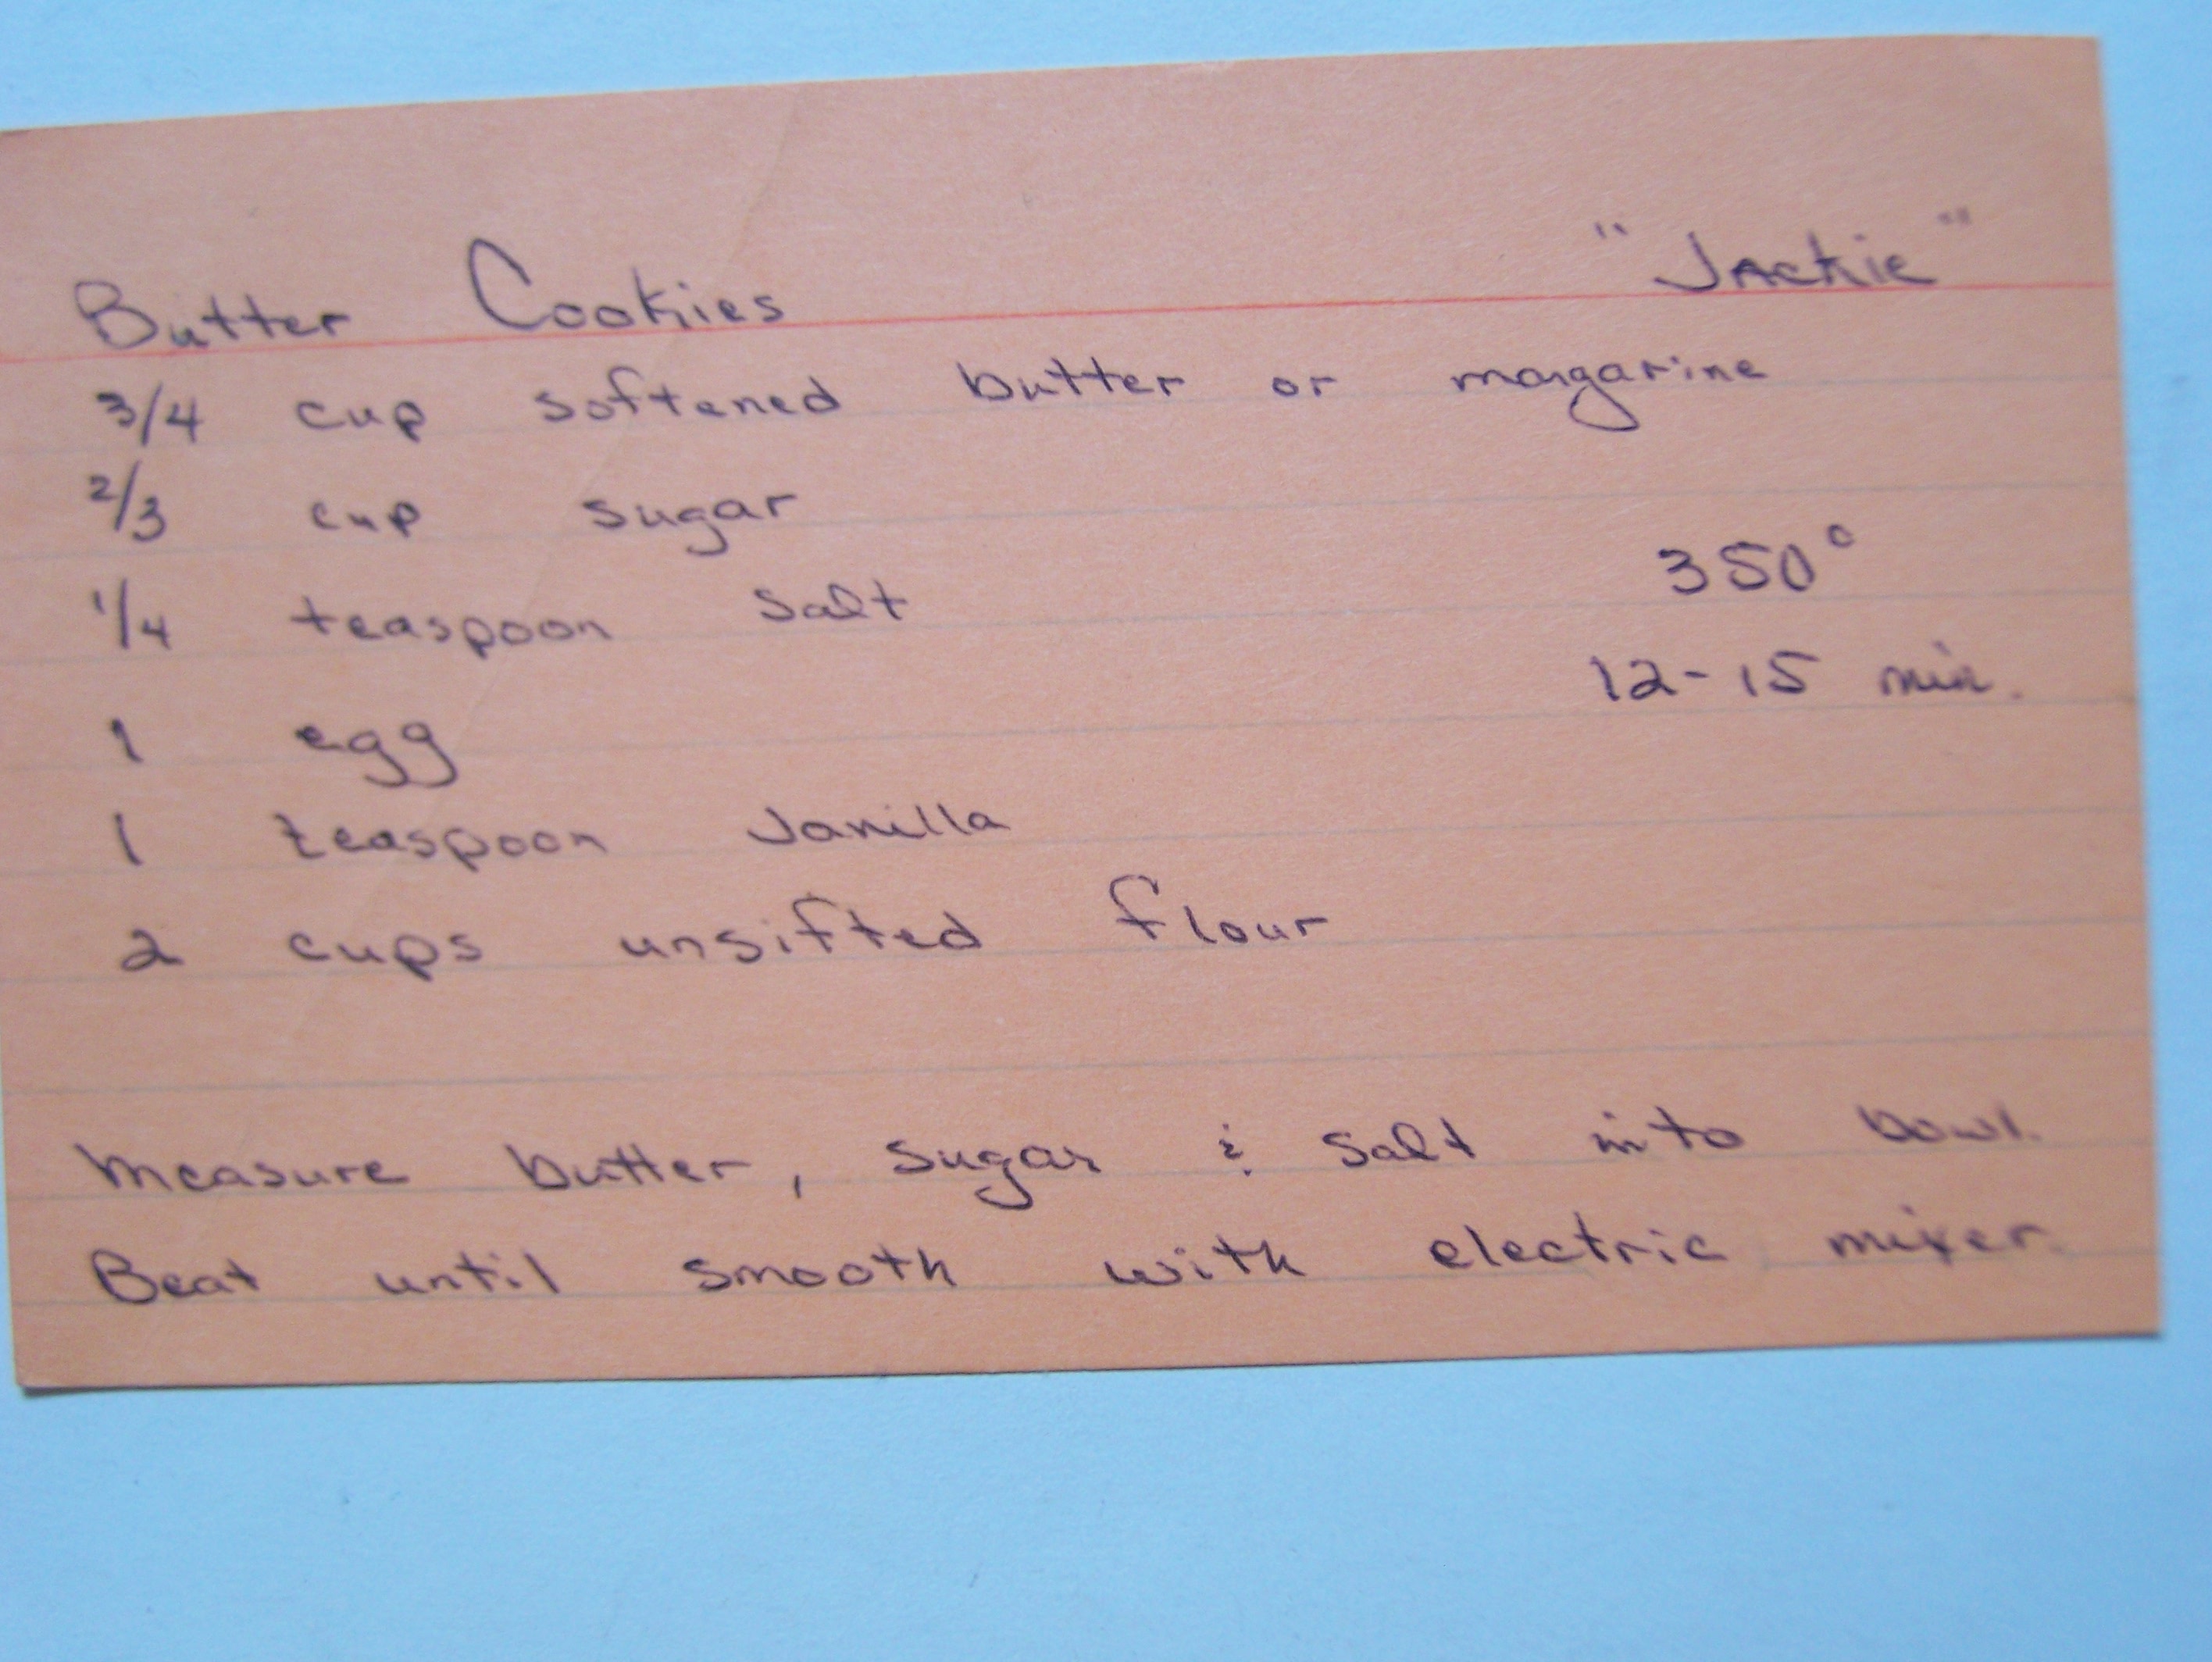 Butter Cookies "Jackie"
3/4 cup softened butter or margarine
2/3 cup sugar
350°
1/4 teaspoon salt
12-15 min.
1 egg
1 teaspoon vanilla
2 cups unsifted flour
Measure butter, sugar & salt into bowl.
Beat until smooth with electric mixer.